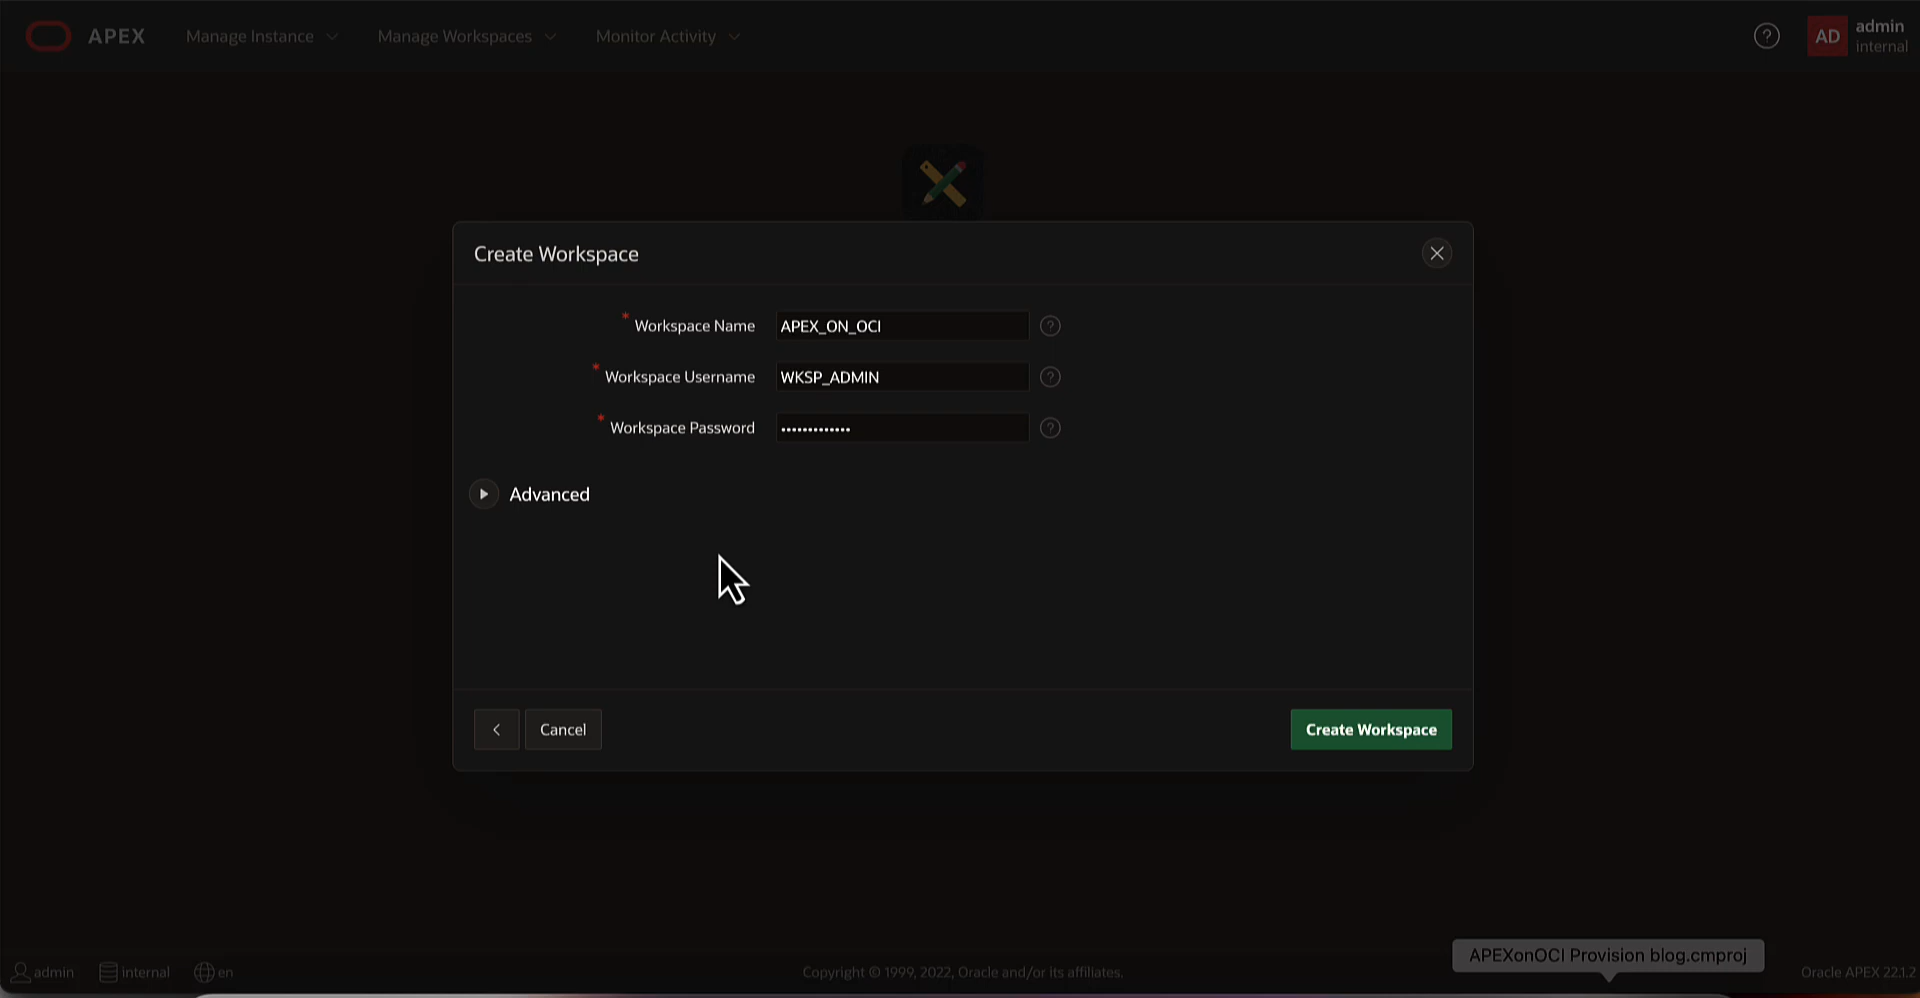 APEX
Manage Instance
Manage Workspaces
Monitor Activity
?
AD
admin
internal
Create Workspace
* Workspace Name
APEX_ON_OCI
?
* Workspace Username
WKSP_ADMIN
?
* Workspace Password
•••••••••••••
?
Advanced
Cancel
Create Workspace
admin
internal
en
Copyright © 1999, 2022, Oracle and/or its affiliates.
APEXonOCI Provision blog.cmproj
Oracle APEX 22.1.2